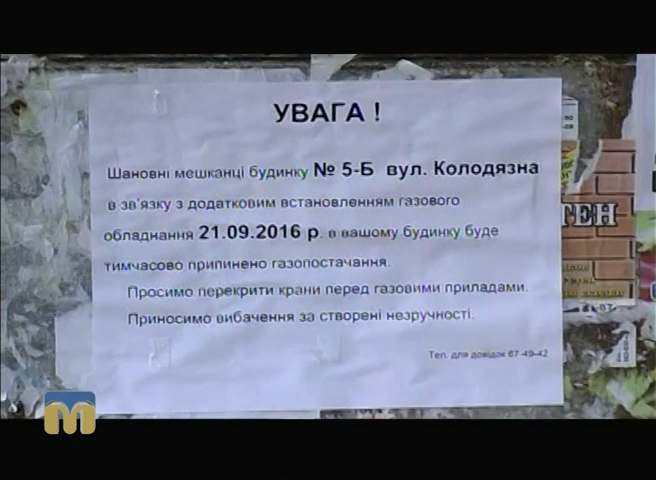 УВАГА !
Шановні мешканці будинку № 5-Б вул. Колодязна
в зв'язку з додатковим встановленням газового
обладнання 21.09.2016 р. в вашому будинку буде
тимчасово припинено газопостачання.
Просимо перекрити крани перед газовими приладами.
Приносимо вибачення за створені незручності.
Тел. для довідок 67-49-42
ТЕН
M